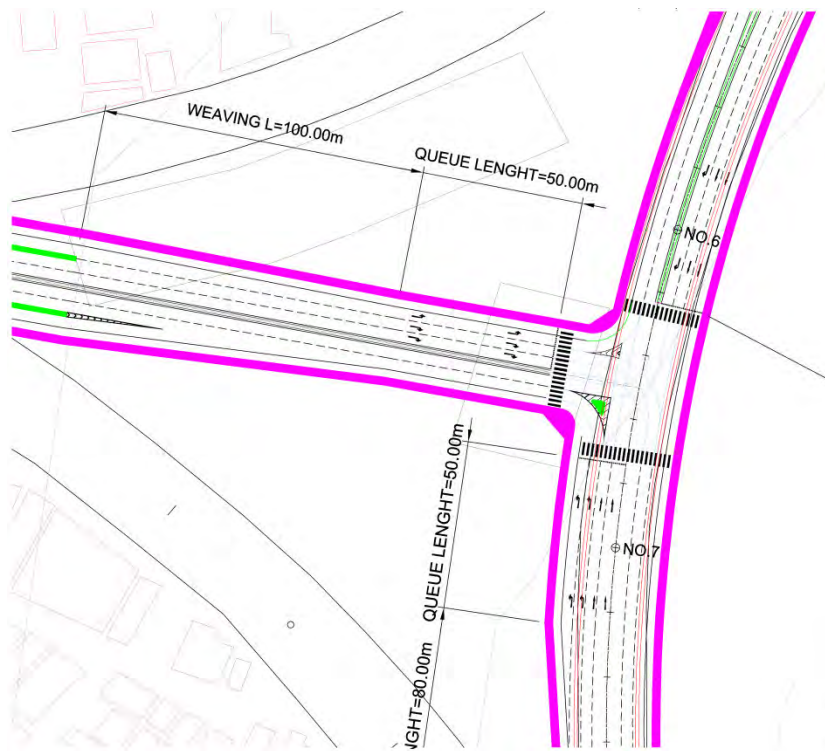 WEAVING L=100.00m
QUEUE LENGHT=50.00m
NO.6
QUEUE LENGHT=50.00m
NO.7
NGHT=80.00m